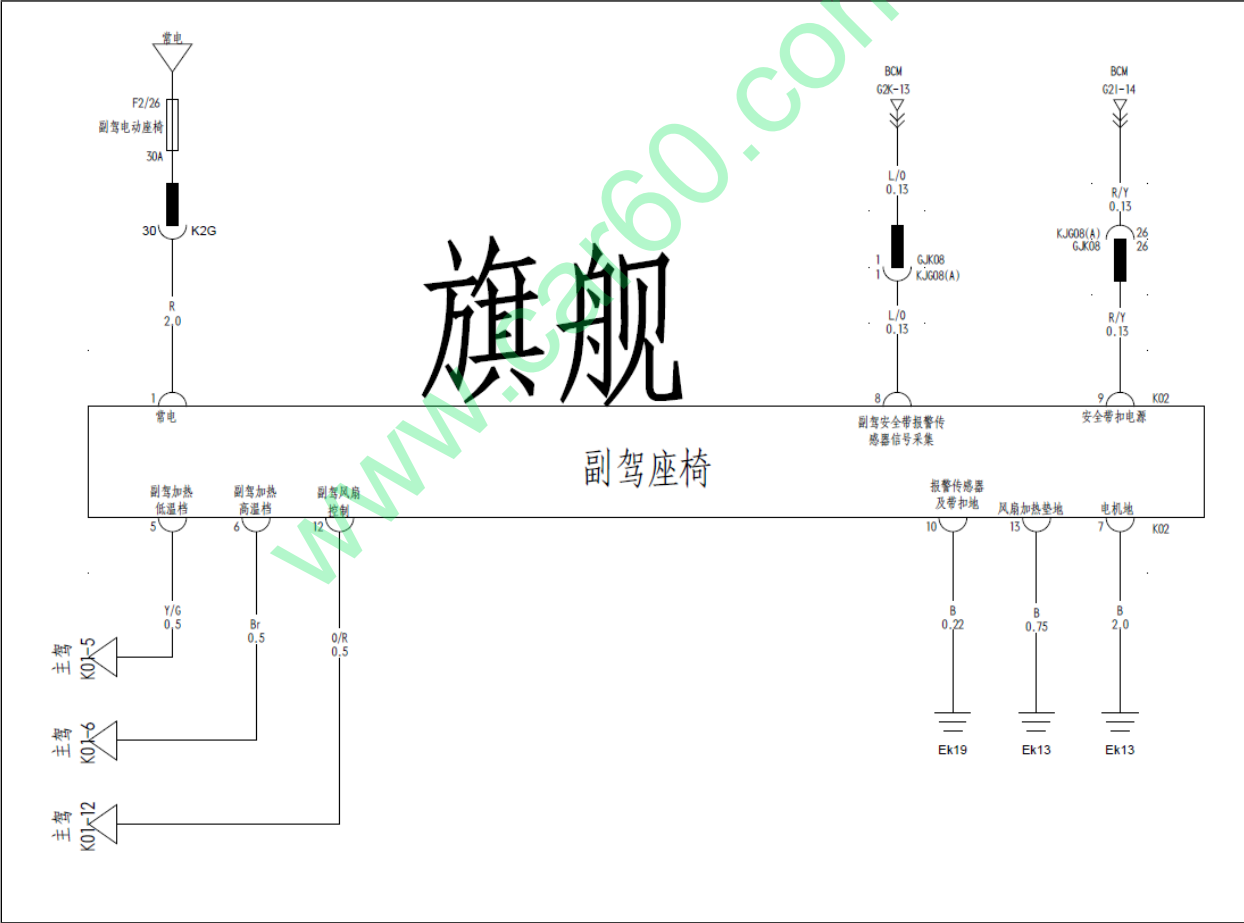 常电
F2/26
副驾电动座椅
30A
30 K2G
R
2.0
1
常电
BCM
G2K-13
L/O
0.13
1 GJK08
1 KJG08(A)
L/O
0.13
8
副驾安全带报警传
感器信号采集
BCM
G2I-14
R/Y
0.13
KJG08(A) 26
GJK08 26
R/Y
0.13
9 K02
安全带扣电源
旗舰
副驾座椅
副驾加热
低温档
5
副驾加热
高温档
6
副驾风扇
控制
12
报警传感器
及带扣地
10
风扇加热垫地
13
电机地
7 K02
Y/G
0.5
Br
0.5
O/R
0.5
B
0.22
B
0.75
B
2.0
主驾
K01-5
主驾
K01-6
主驾
K01-12
Ek19
Ek13
Ek13
www.car60.com